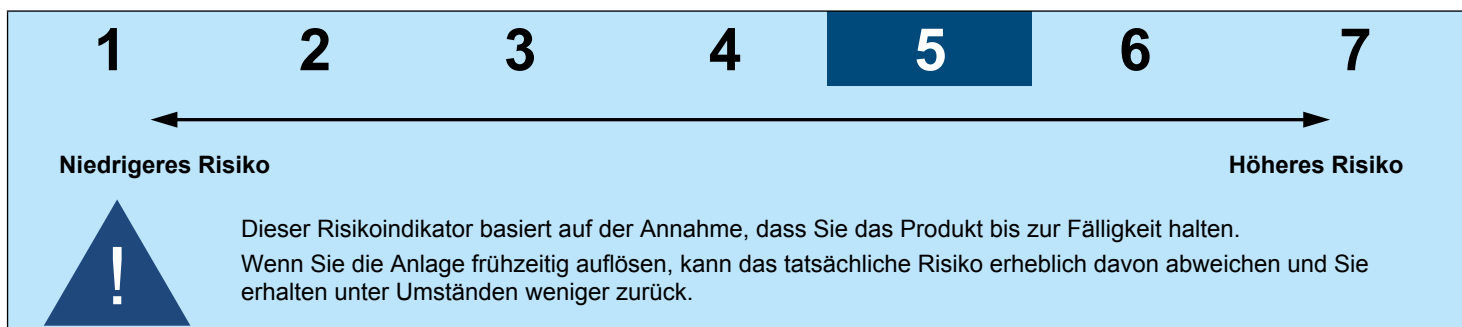 1 2 3 4 5 6 7
Niedrigeres Risiko Höheres Risiko
!
Dieser Risikoindikator basiert auf der Annahme, dass Sie das Produkt bis zur Fälligkeit halten.
Wenn Sie die Anlage frühzeitig auflösen, kann das tatsächliche Risiko erheblich davon abweichen und Sie
erhalten unter Umständen weniger zurück.